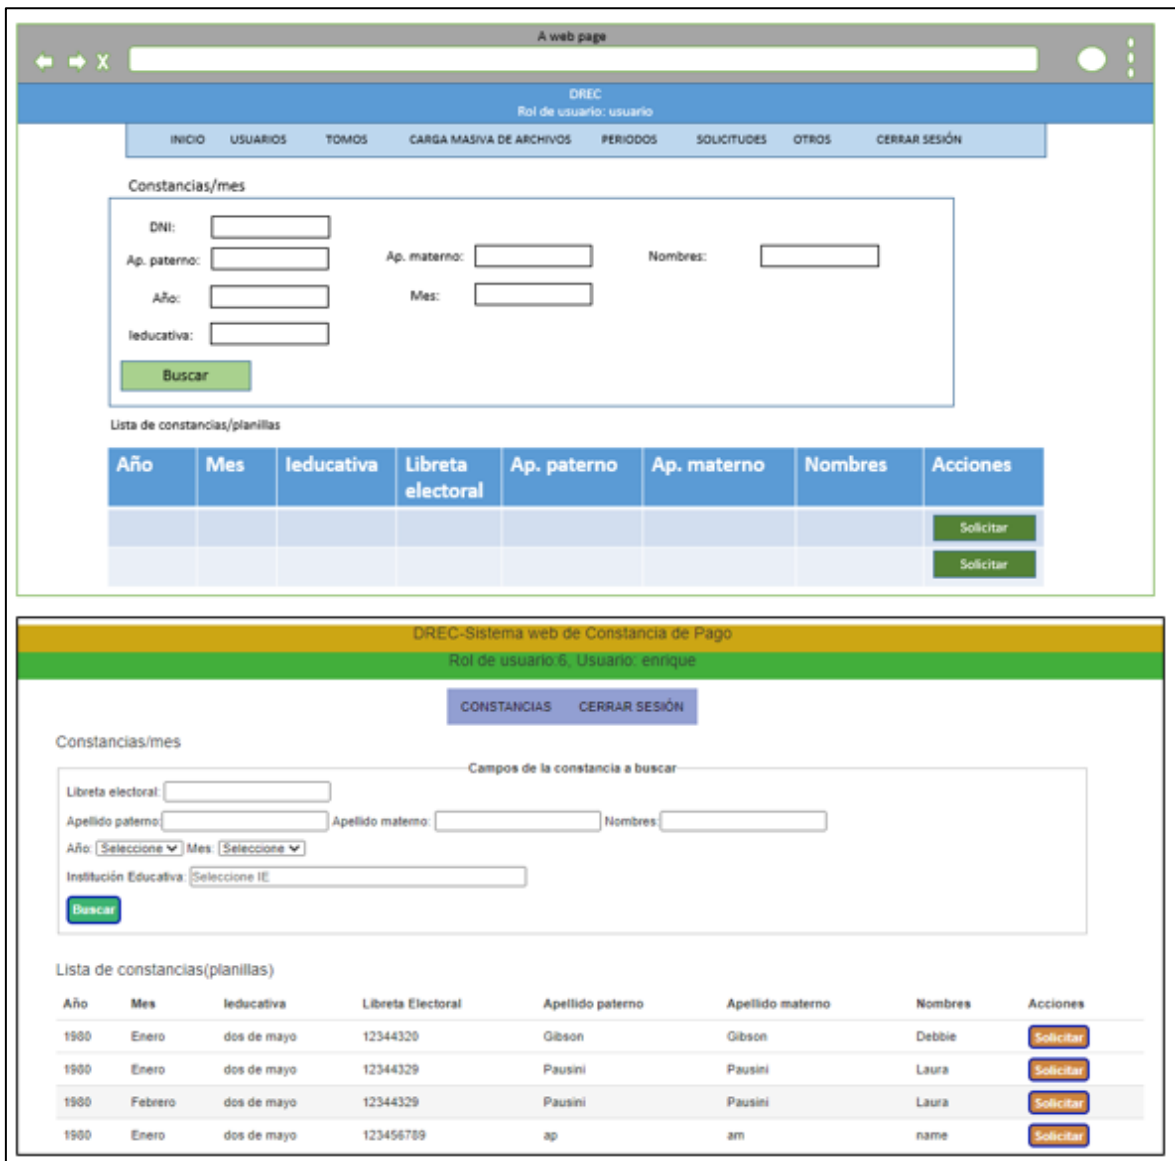 A web page
X
DREC
Rol de usuario: usuario
INICIO USUARIOS TOMOS CARGA MASIVA DE ARCHIVOS PERIODOS SOLICITUDES OTROS CERRAR SESIÓN
Constancias/mes
DNI:
Ap. paterno: Ap. materno: Nombres:
Año: Mes:
Ieducativa:
Buscar
Lista de constancias/planillas
Año Mes Ieducativa Libreta electoral Ap. paterno Ap. materno Nombres Acciones
Solicitar
Solicitar
DREC-Sistema web de Constancia de Pago
Rol de usuario:6, Usuario: enrique
CONSTANCIAS CERRAR SESIÓN
Constancias/mes
Campos de la constancia a buscar
Libreta electoral:
Apellido paterno: Apellido materno: Nombres:
Año: Seleccione Mes: Seleccione
Institución Educativa: Seleccione IE
Buscar
Lista de constancias(planillas)
Año Mes Ieducativa Libreta Electoral Apellido paterno Apellido materno Nombres Acciones
1980 Enero dos de mayo 12344320 Gibson Gibson Debbie Solicitar
1980 Enero dos de mayo 12344329 Pausini Pausini Laura Solicitar
1980 Febrero dos de mayo 12344329 Pausini Pausini Laura Solicitar
1980 Enero dos de mayo 123456789 ap am name Solicitar